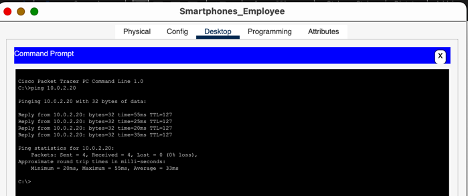 Smartphones_Employee
Physical Config Desktop Programming Attributes
Command Prompt
X
Cisco Packet Tracer PC Command Line 1.0
C:\>ping 10.0.2.20
Pinging 10.0.2.20 with 32 bytes of data:
Reply from 10.0.2.20: bytes=32 time=55ms TTL=127
Reply from 10.0.2.20: bytes=32 time=25ms TTL=127
Reply from 10.0.2.20: bytes=32 time=20ms TTL=127
Reply from 10.0.2.20: bytes=32 time=35ms TTL=127
Ping statistics for 10.0.2.20:
Packets: Sent = 4, Received = 4, Lost = 0 (0% loss),
Approximate round trip times in milli-seconds:
Minimum = 20ms, Maximum = 55ms, Average = 33ms
C:\>